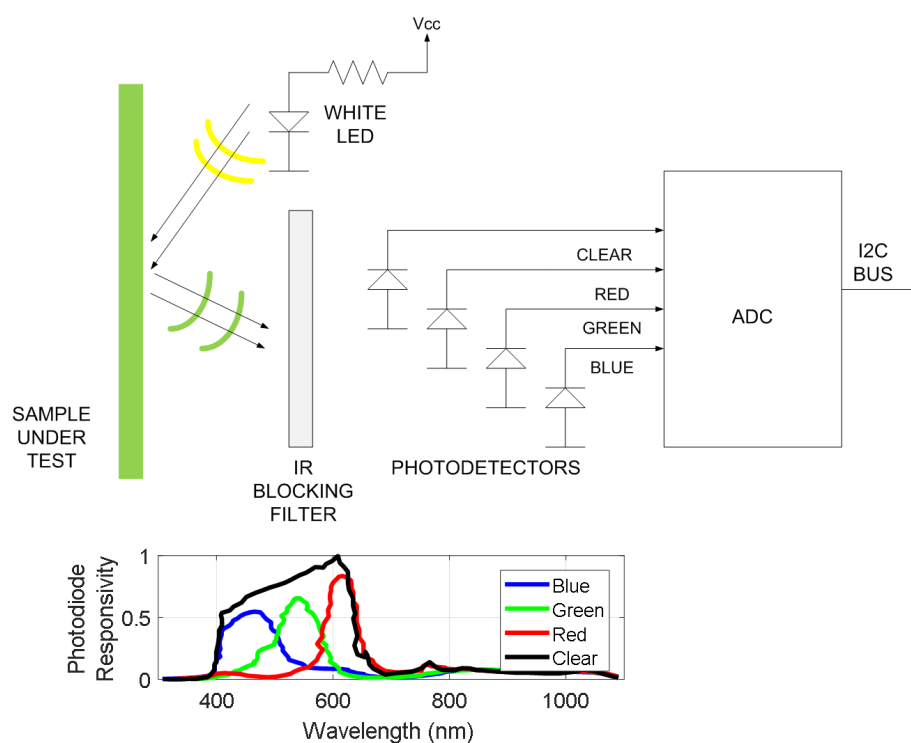 Vcc
WHITE
LED
CLEAR
RED
GREEN
BLUE
ADC
I2C
BUS
SAMPLE
UNDER
TEST
IR
BLOCKING
FILTER
PHOTODETECTORS
Photodiode
Responsivity
1
0.5
0
Blue
Green
Red
Clear
400
600
800
1000
Wavelength (nm)